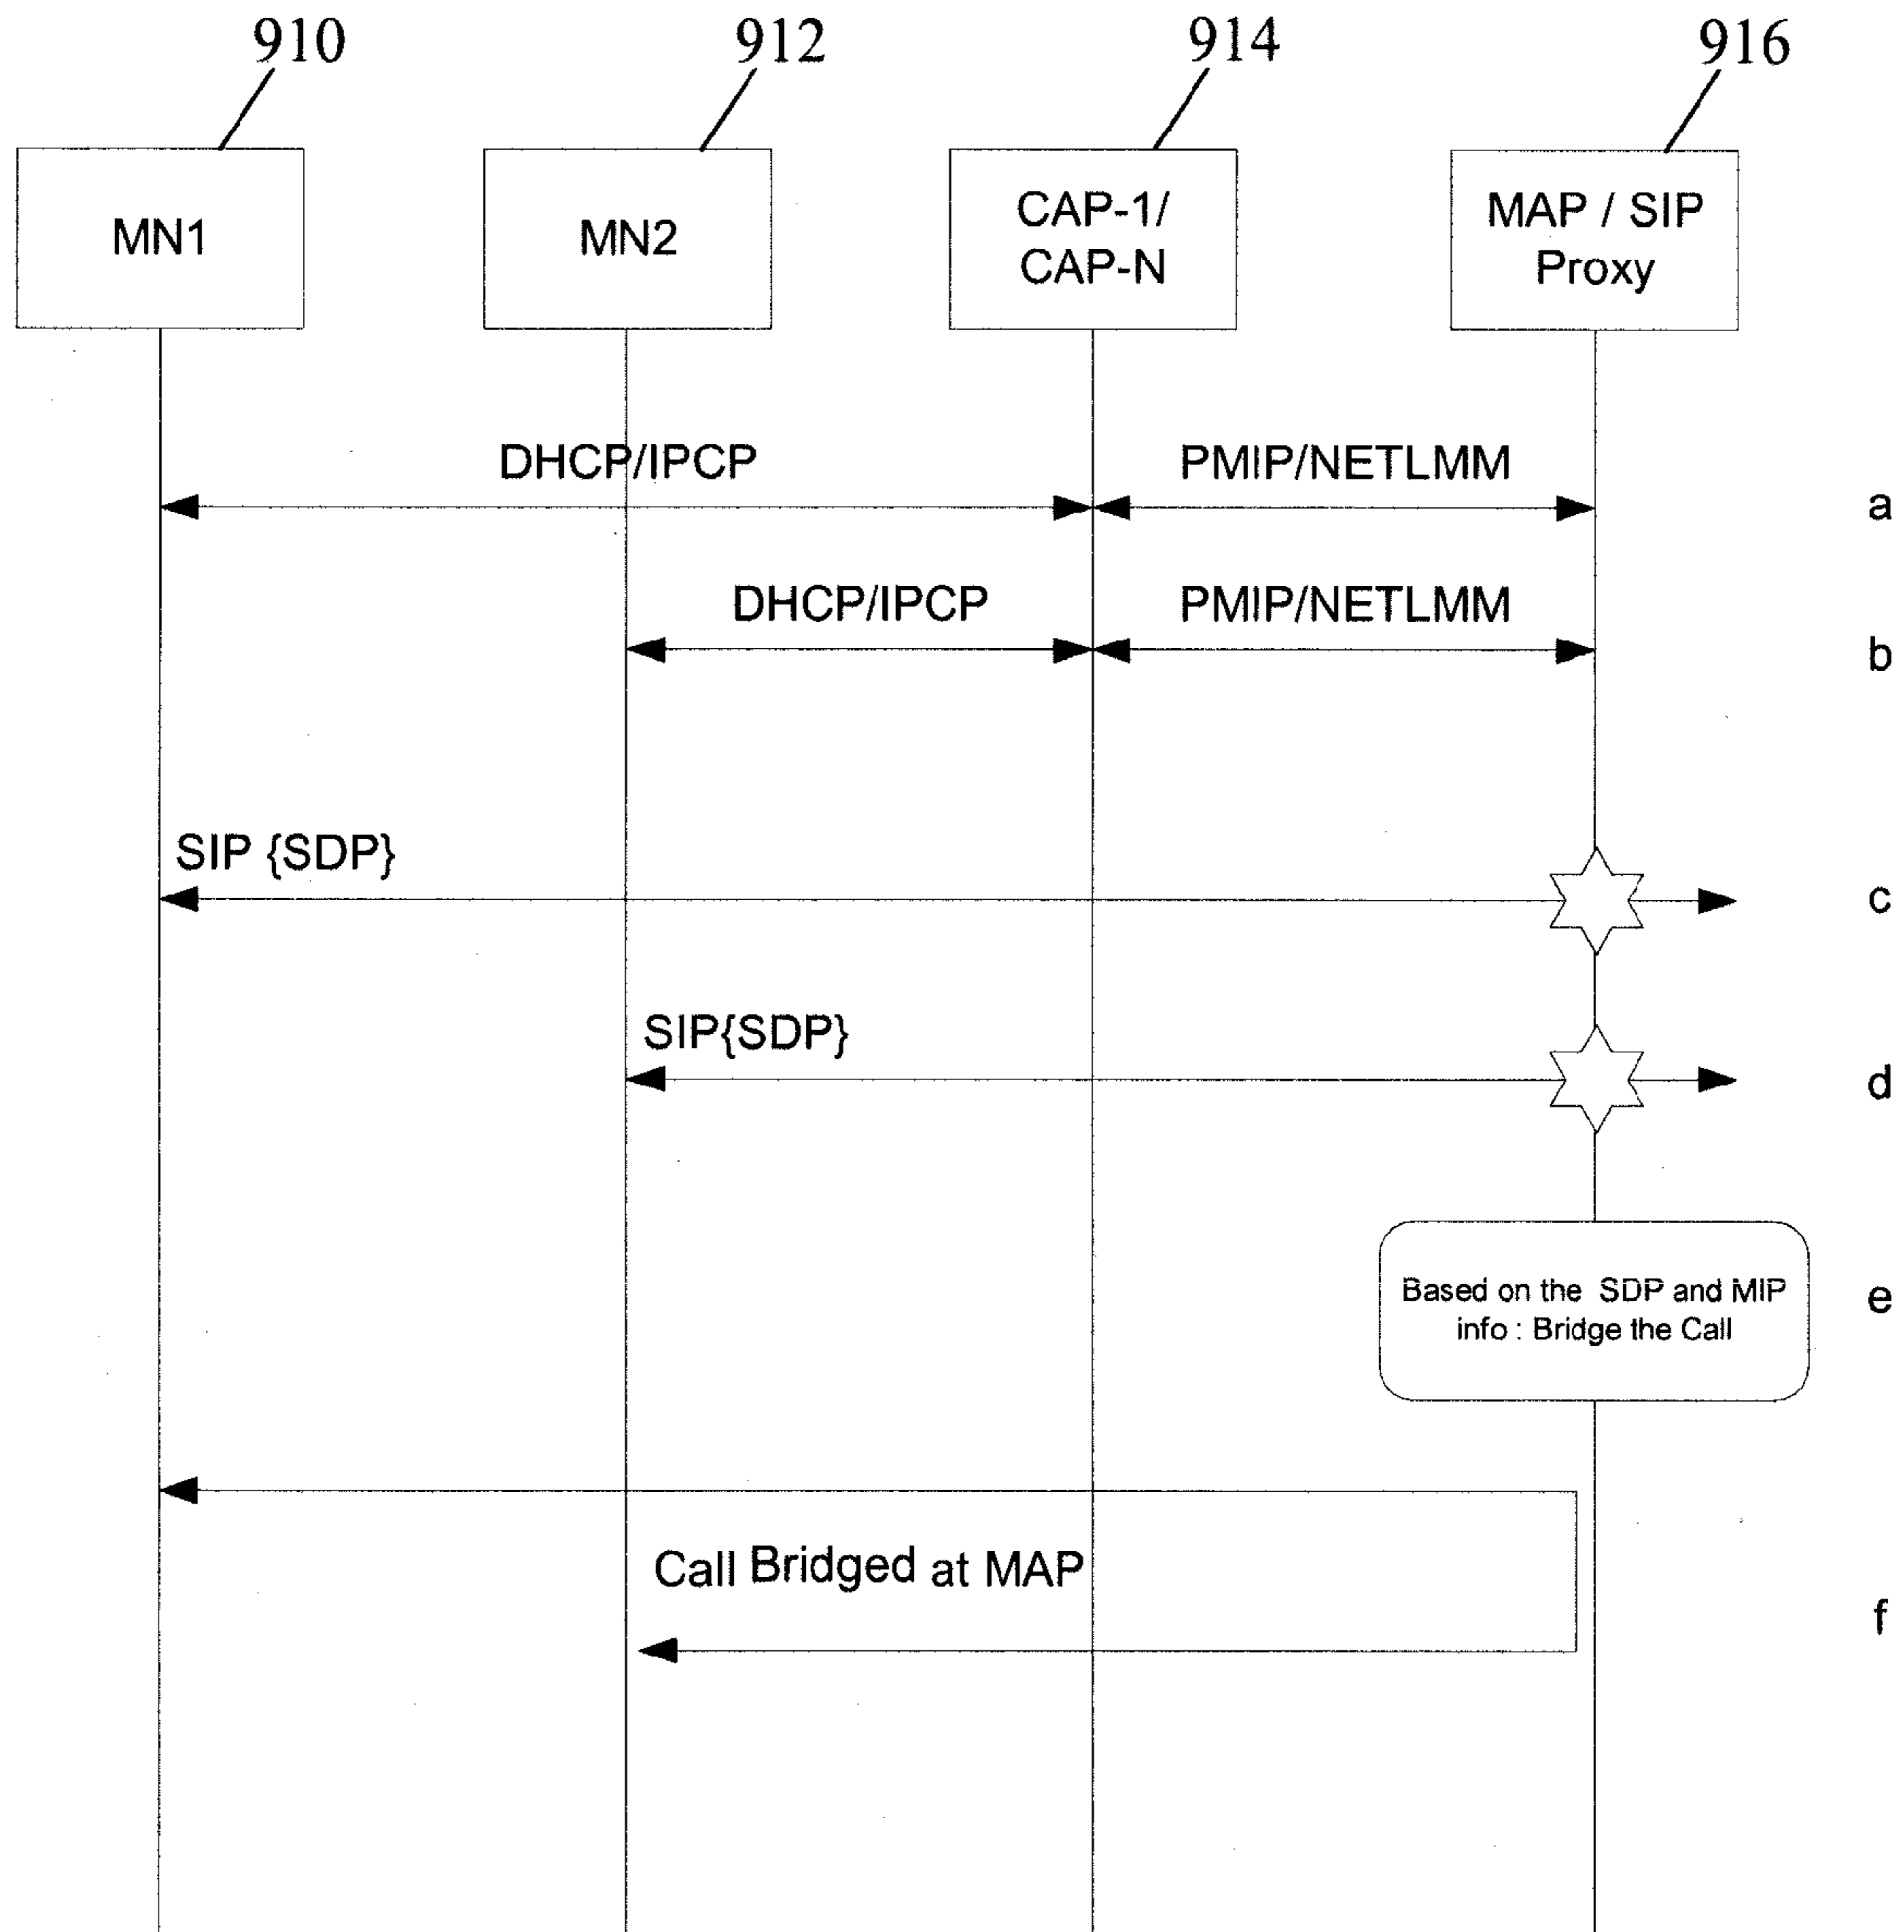 910
912
914
916
MN1
MN2
CAP-1/
CAP-N
MAP / SIP
Proxy
DHCP/IPCP
PMIP/NETLMM
a
DHCP/IPCP
PMIP/NETLMM
b
SIP {SDP}
c
SIP{SDP}
d
Based on the SDP and MIP
info : Bridge the Call
e
Call Bridged at MAP
f